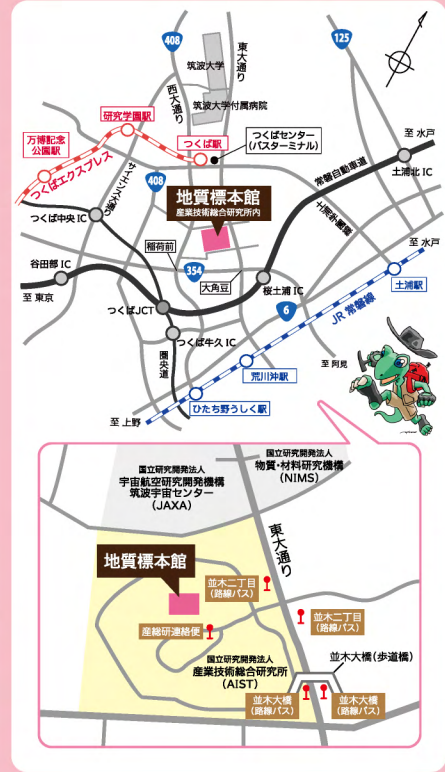 408
東大通り
125
筑波大学
西大通り
筑波大学付属病院
研究学園駅
至 水戸
万博記念
公園駅
つくば駅
つくばセンター
(バスターミナル)
つくばエクスプレス
サイエンス大通り
土浦北 IC
常磐自動車道
408
地質標本館
産業技術総合研究所内
土浦学園線
つくば中央 IC
稲荷前
至 水戸
谷田部 IC
354
大角豆
桜土浦 IC
土浦駅
至 東京
つくばJCT
6
JR 常磐線
つくば牛久 IC
圏央道
荒川沖駅
至 阿見
ひたち野うしく駅
至 上野
国立研究開発法人
物質・材料研究機構
(NIMS)
国立研究開発法人
宇宙航空研究開発機構
筑波宇宙センター
(JAXA)
東大通り
地質標本館
並木二丁目
(路線バス)
並木二丁目
(路線バス)
産総研連絡便
国立研究開発法人
産業技術総合研究所
(AIST)
並木大橋(歩道橋)
並木大橋
(路線バス)
並木大橋
(路線バス)